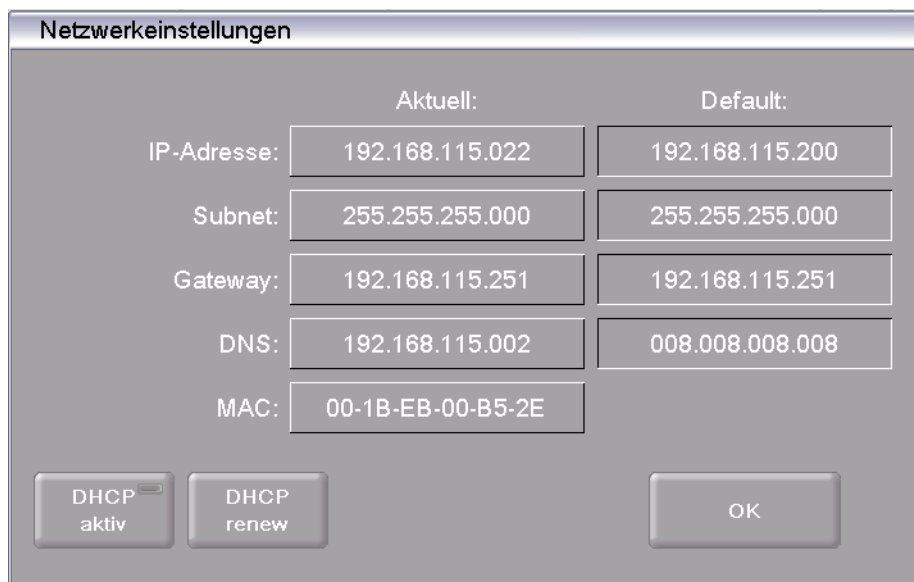 Netzwerkeinstellungen
Aktuell: Default:
IP-Adresse: 192.168.115.022 192.168.115.200
Subnet: 255.255.255.000 255.255.255.000
Gateway: 192.168.115.251 192.168.115.251
DNS: 192.168.115.002 008.008.008.008
MAC: 00-1B-EB-00-B5-2E
DHCP
aktiv
DHCP
renew
OK